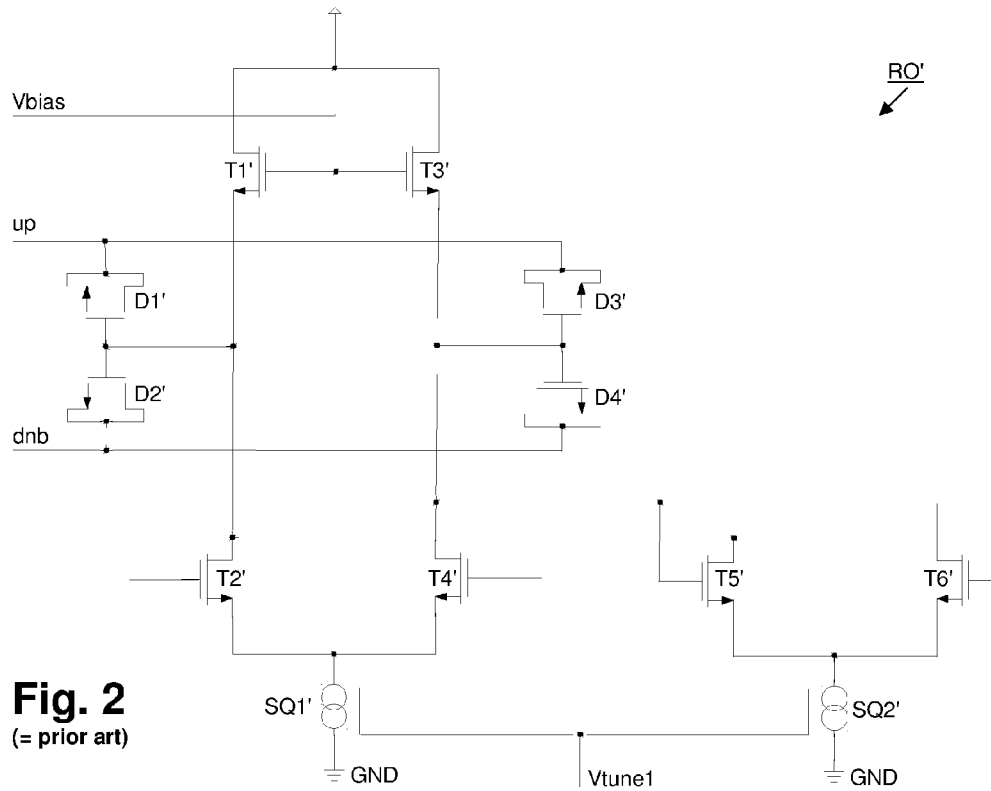 RO'
Vbias
T1'
T3'
up
D1'
D3'
D2'
D4'
dnb
T2'
T4'
T5'
T6'
Fig. 2
(= prior art)
SQ1'
SQ2'
GND
Vtune1
GND